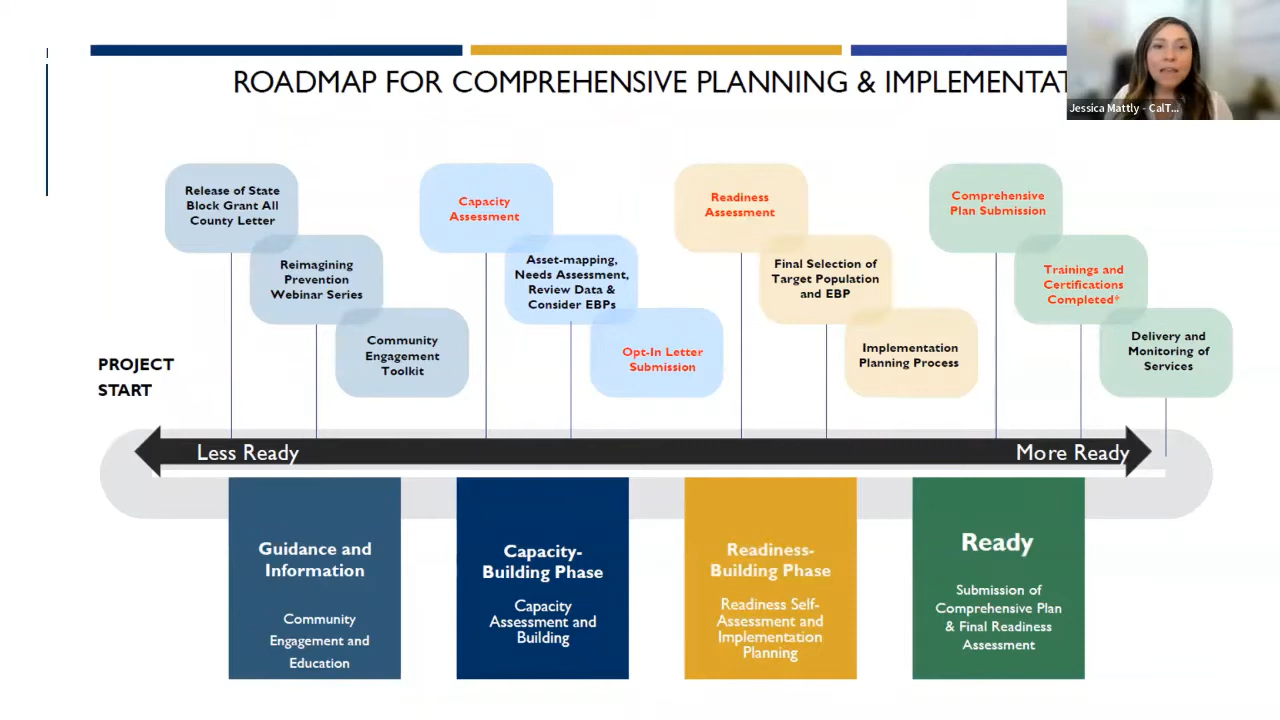 ROADMAP FOR COMPREHENSIVE PLANNING & IMPLEMENTAT
Jessica Mattly - CalT...
Release of State
Block Grant All
County Letter
Reimagining
Prevention
Webinar Series
Community
Engagement
Toolkit
Capacity
Assessment
Asset-mapping,
Needs Assessment,
Review Data &
Consider EBPs
Opt-In Letter
Submission
Readiness
Assessment
Final Selection of
Target Population
and EBP
Implementation
Planning Process
Comprehensive
Plan Submission
Trainings and
Certifications
Completed*
Delivery and
Monitoring of
Services
PROJECT
START
Less Ready
More Ready
Guidance and
Information
Community
Engagement and
Education
Capacity-
Building Phase
Capacity
Assessment and
Building
Readiness-
Building Phase
Readiness Self-
Assessment and
Implementation
Planning
Ready
Submission of
Comprehensive Plan
& Final Readiness
Assessment